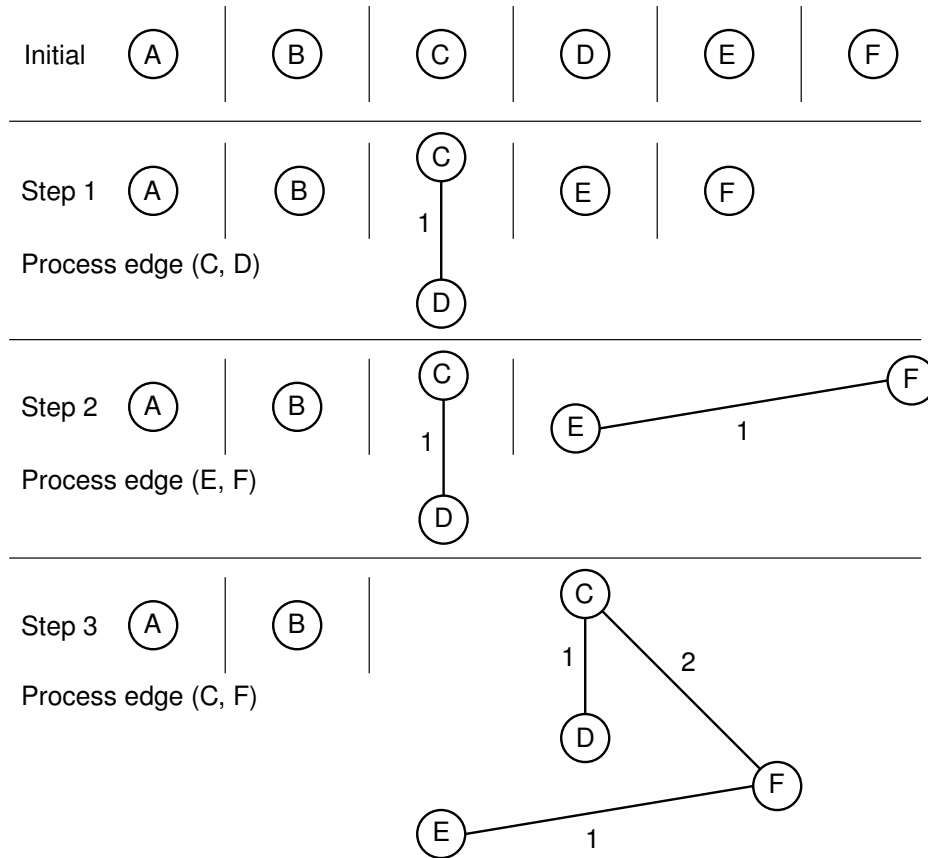 Initial A B C D E F
C
Step 1 A B E F
1
Process edge (C, D)
D
C F
Step 2 A B
1 E 1
Process edge (E, F)
D
C
Step 3 A B
1 2
Process edge (C, F)
D
F
E
1